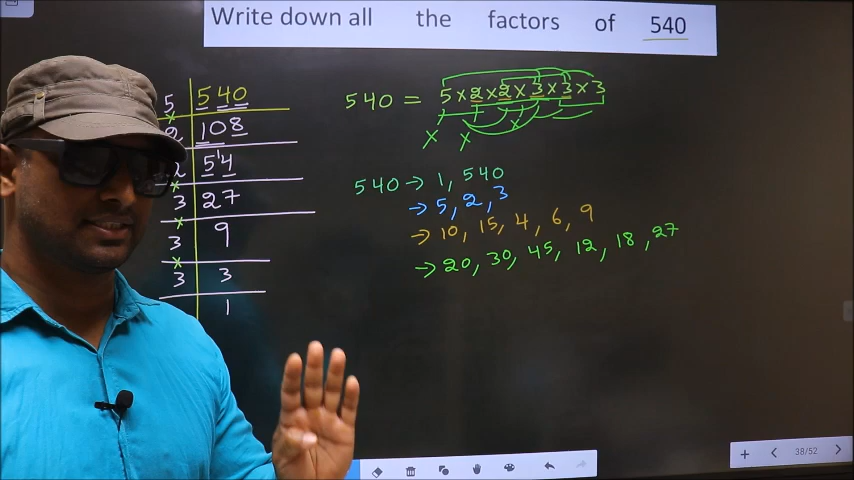 Write down all the factors of 540
5 540
2 108
2 54
3 27
3 9
3 3
1
540 = 5 × 2 × 2 × 3 × 3 × 3
x x x
540 → 1, 540
→ 5, 2, 3
→ 10, 15, 4, 6, 9
→ 20, 30, 45, 12, 18, 27
+ < 38/52 >